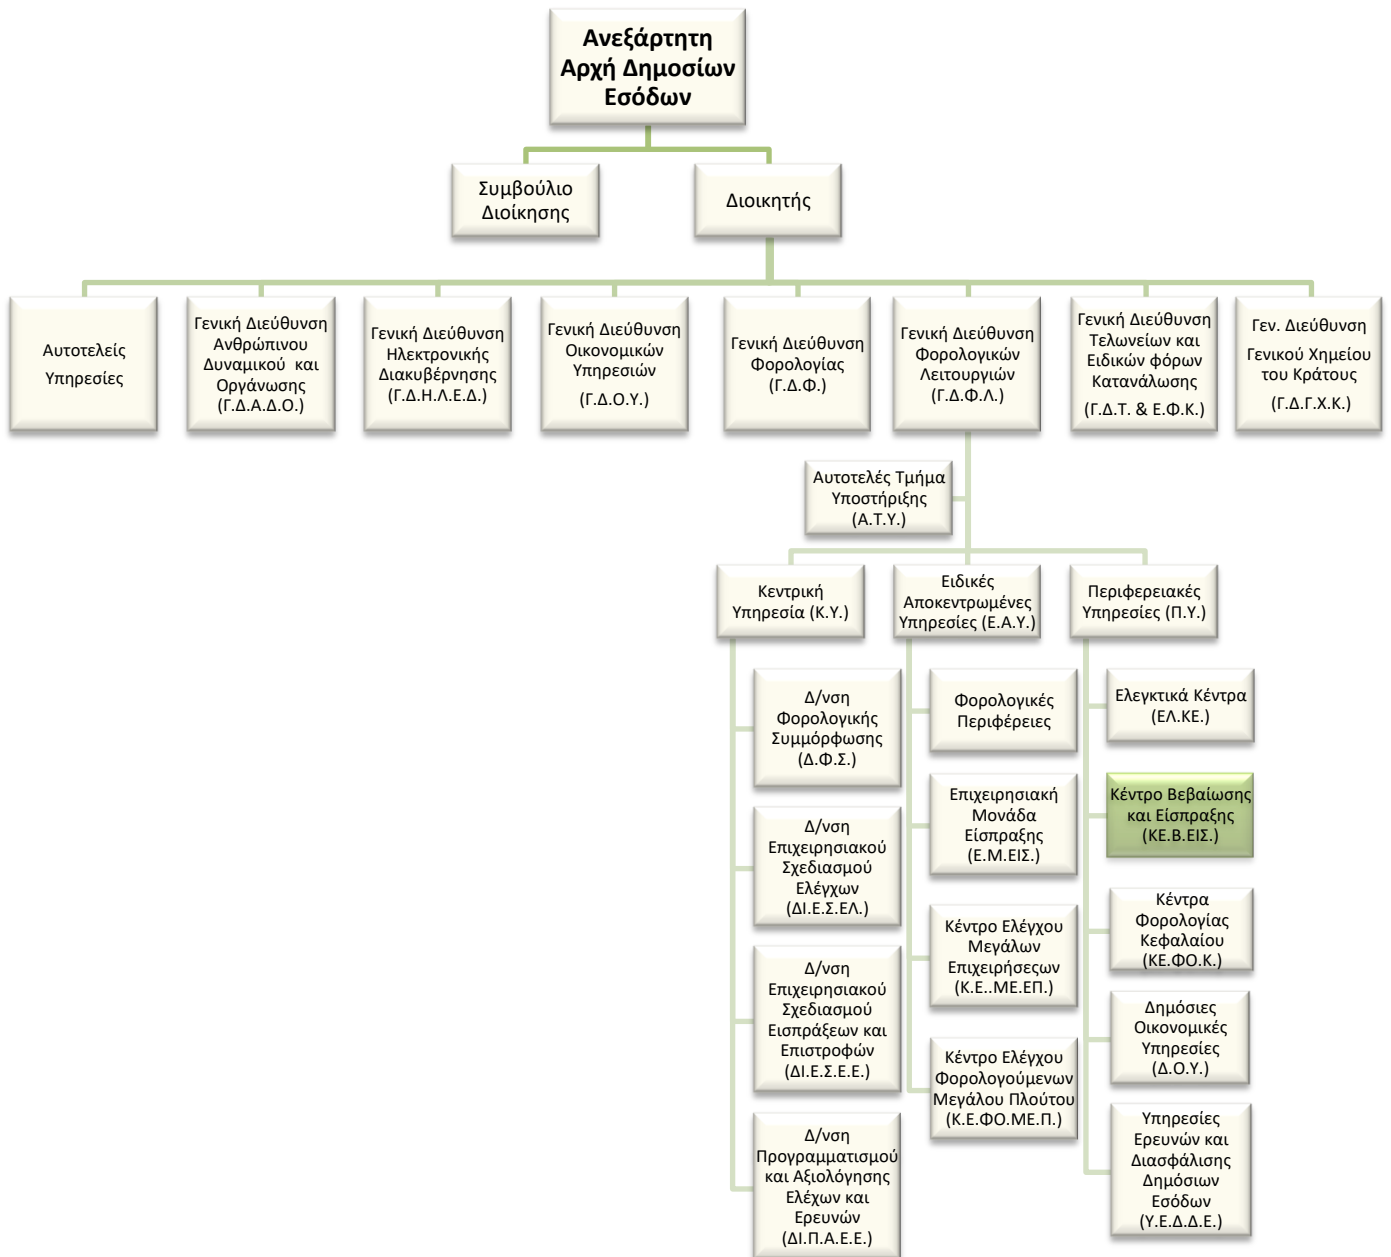 Ανεξάρτητη
Αρχή Δημοσίων
Εσόδων
Συμβούλιο
Διοίκησης
Διοικητής
Αυτοτελείς
Υπηρεσίες
Γενική Διεύθυνση
Ανθρώπινου
Δυναμικού και
Οργάνωσης
(Γ.Δ.Α.Δ.Ο.)
Γενική Διεύθυνση
Ηλεκτρονικής
Διακυβέρνησης
(Γ.Δ.Η.Λ.Ε.Δ.)
Γενική Διεύθυνση
Οικονομικών
Υπηρεσιών
(Γ.Δ.Ο.Υ.)
Γενική Διεύθυνση
Φορολογίας
(Γ.Δ.Φ.)
Γενική Διεύθυνση
Φορολογικών
Λειτουργιών
(Γ.Δ.Φ.Λ.)
Γενική Διεύθυνση
Τελωνείων και
Ειδικών φόρων
Κατανάλωσης
(Γ.Δ.Τ. & Ε.Φ.Κ.)
Γεν. Διεύθυνση
Γενικού Χημείου
του Κράτους
(Γ.Δ.Γ.Χ.Κ.)
Αυτοτελές Τμήμα
Υποστήριξης
(Α.Τ.Υ.)
Κεντρική
Υπηρεσία (Κ.Υ.)
Δ/νση
Φορολογικής
Συμμόρφωσης
(Δ.Φ.Σ.)
Δ/νση
Επιχειρησιακού
Σχεδιασμού
Ελέγχων
(ΔΙ.Ε.Σ.ΕΛ.)
Δ/νση
Επιχειρησιακού
Σχεδιασμού
Εισπράξεων και
Επιστροφών
(ΔΙ.Ε.Σ.Ε.Ε.)
Δ/νση
Προγραμματισμού
και Αξιολόγησης
Ελέχων και
Ερευνών
(ΔΙ.Π.Α.Ε.Ε.)
Ειδικές
Αποκεντρωμένες
Υπηρεσίες (Ε.Α.Υ.)
Φορολογικές
Περιφέρειες
Επιχειρησιακή
Μονάδα
Είσπραξης
(Ε.Μ.ΕΙΣ.)
Κέντρο Ελέγχου
Μεγάλων
Επιχειρήσεςων
(Κ.Ε..ΜΕ.ΕΠ.)
Κέντρο Ελέγχου
Φορολογούμενων
Μεγάλου Πλούτου
(Κ.Ε.ΦΟ.ΜΕ.Π.)
Περιφερειακές
Υπηρεσίες (Π.Υ.)
Ελεγκτικά Κέντρα
(ΕΛ.ΚΕ.)
Κέντρο Βεβαίωσης
και Είσπραξης
(ΚΕ.Β.ΕΙΣ.)
Κέντρα
Φορολογίας
Κεφαλαίου
(ΚΕ.ΦΟ.Κ.)
Δημόσιες
Οικονομικές
Υπηρεσίες
(Δ.Ο.Υ.)
Υπηρεσίες
Ερευνών και
Διασφάλισης
Δημόσιων
Εσόδων
(Υ.Ε.Δ.Δ.Ε.)